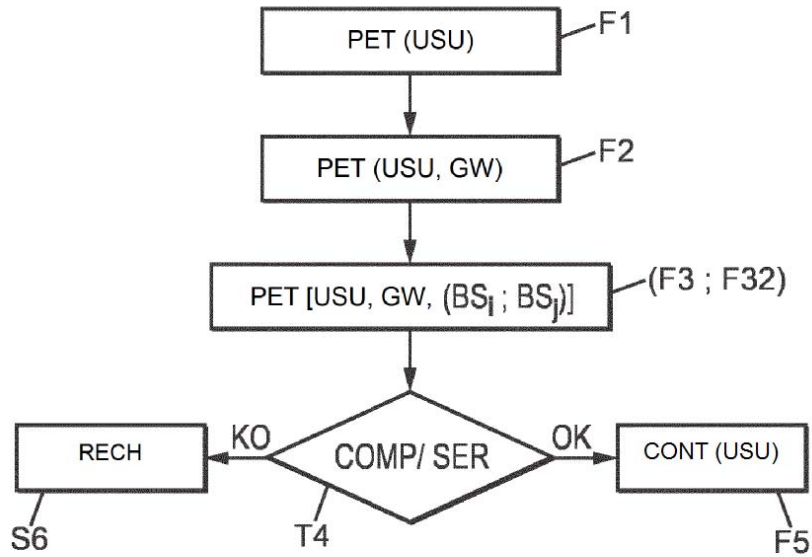 PET (USU)
F1
PET (USU, GW)
F2
PET [USU, GW, (BSi ; BSj)]
(F3 ; F32)
KO
COMP/ SER
OK
RECH
CONT (USU)
S6
T4
F5